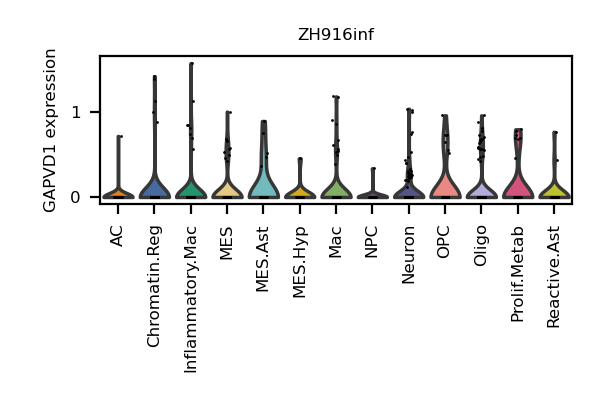 ZH916inf
GAPVD1 expression
1
0
AC
Chromatin.Reg
Inflammatory.Mac
MES
MES.Ast
MES.Hyp
Mac
NPC
Neuron
OPC
Oligo
Prolif.Metab
Reactive.Ast